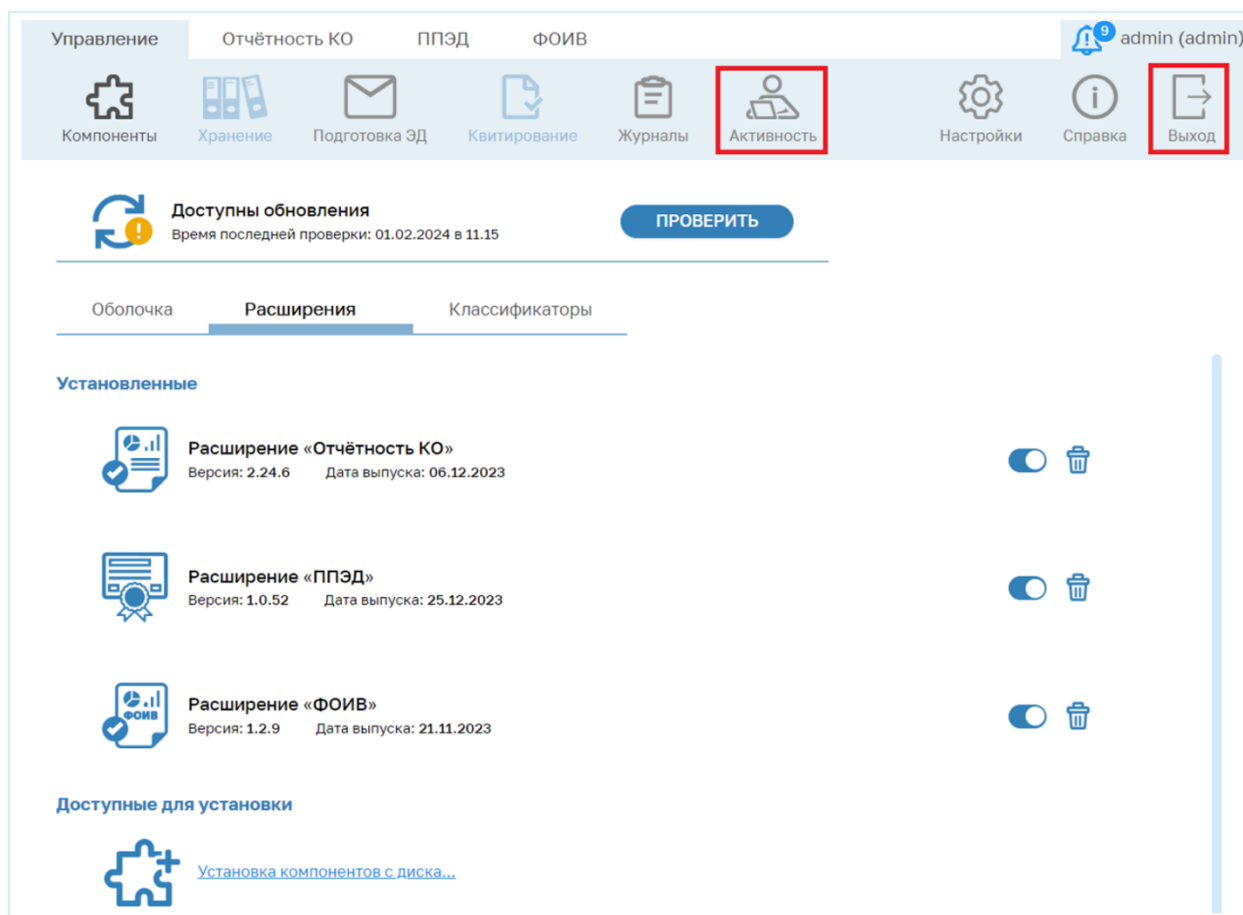 Управление Отчётность КО ППЭД ФОИВ 9 admin (admin)
Компоненты Хранение Подготовка ЭД Квитирование Журналы Активность Настройки Справка Выход
Доступны обновления
Время последней проверки: 01.02.2024 в 11.15
ПРОВЕРИТЬ
Оболочка Расширения Классификаторы
Установленные
Расширение «Отчётность КО»
Версия: 2.24.6 Дата выпуска: 06.12.2023
Расширение «ППЭД»
Версия: 1.0.52 Дата выпуска: 25.12.2023
ФОИВ
Расширение «ФОИВ»
Версия: 1.2.9 Дата выпуска: 21.11.2023
Доступные для установки
Установка компонентов с диска...